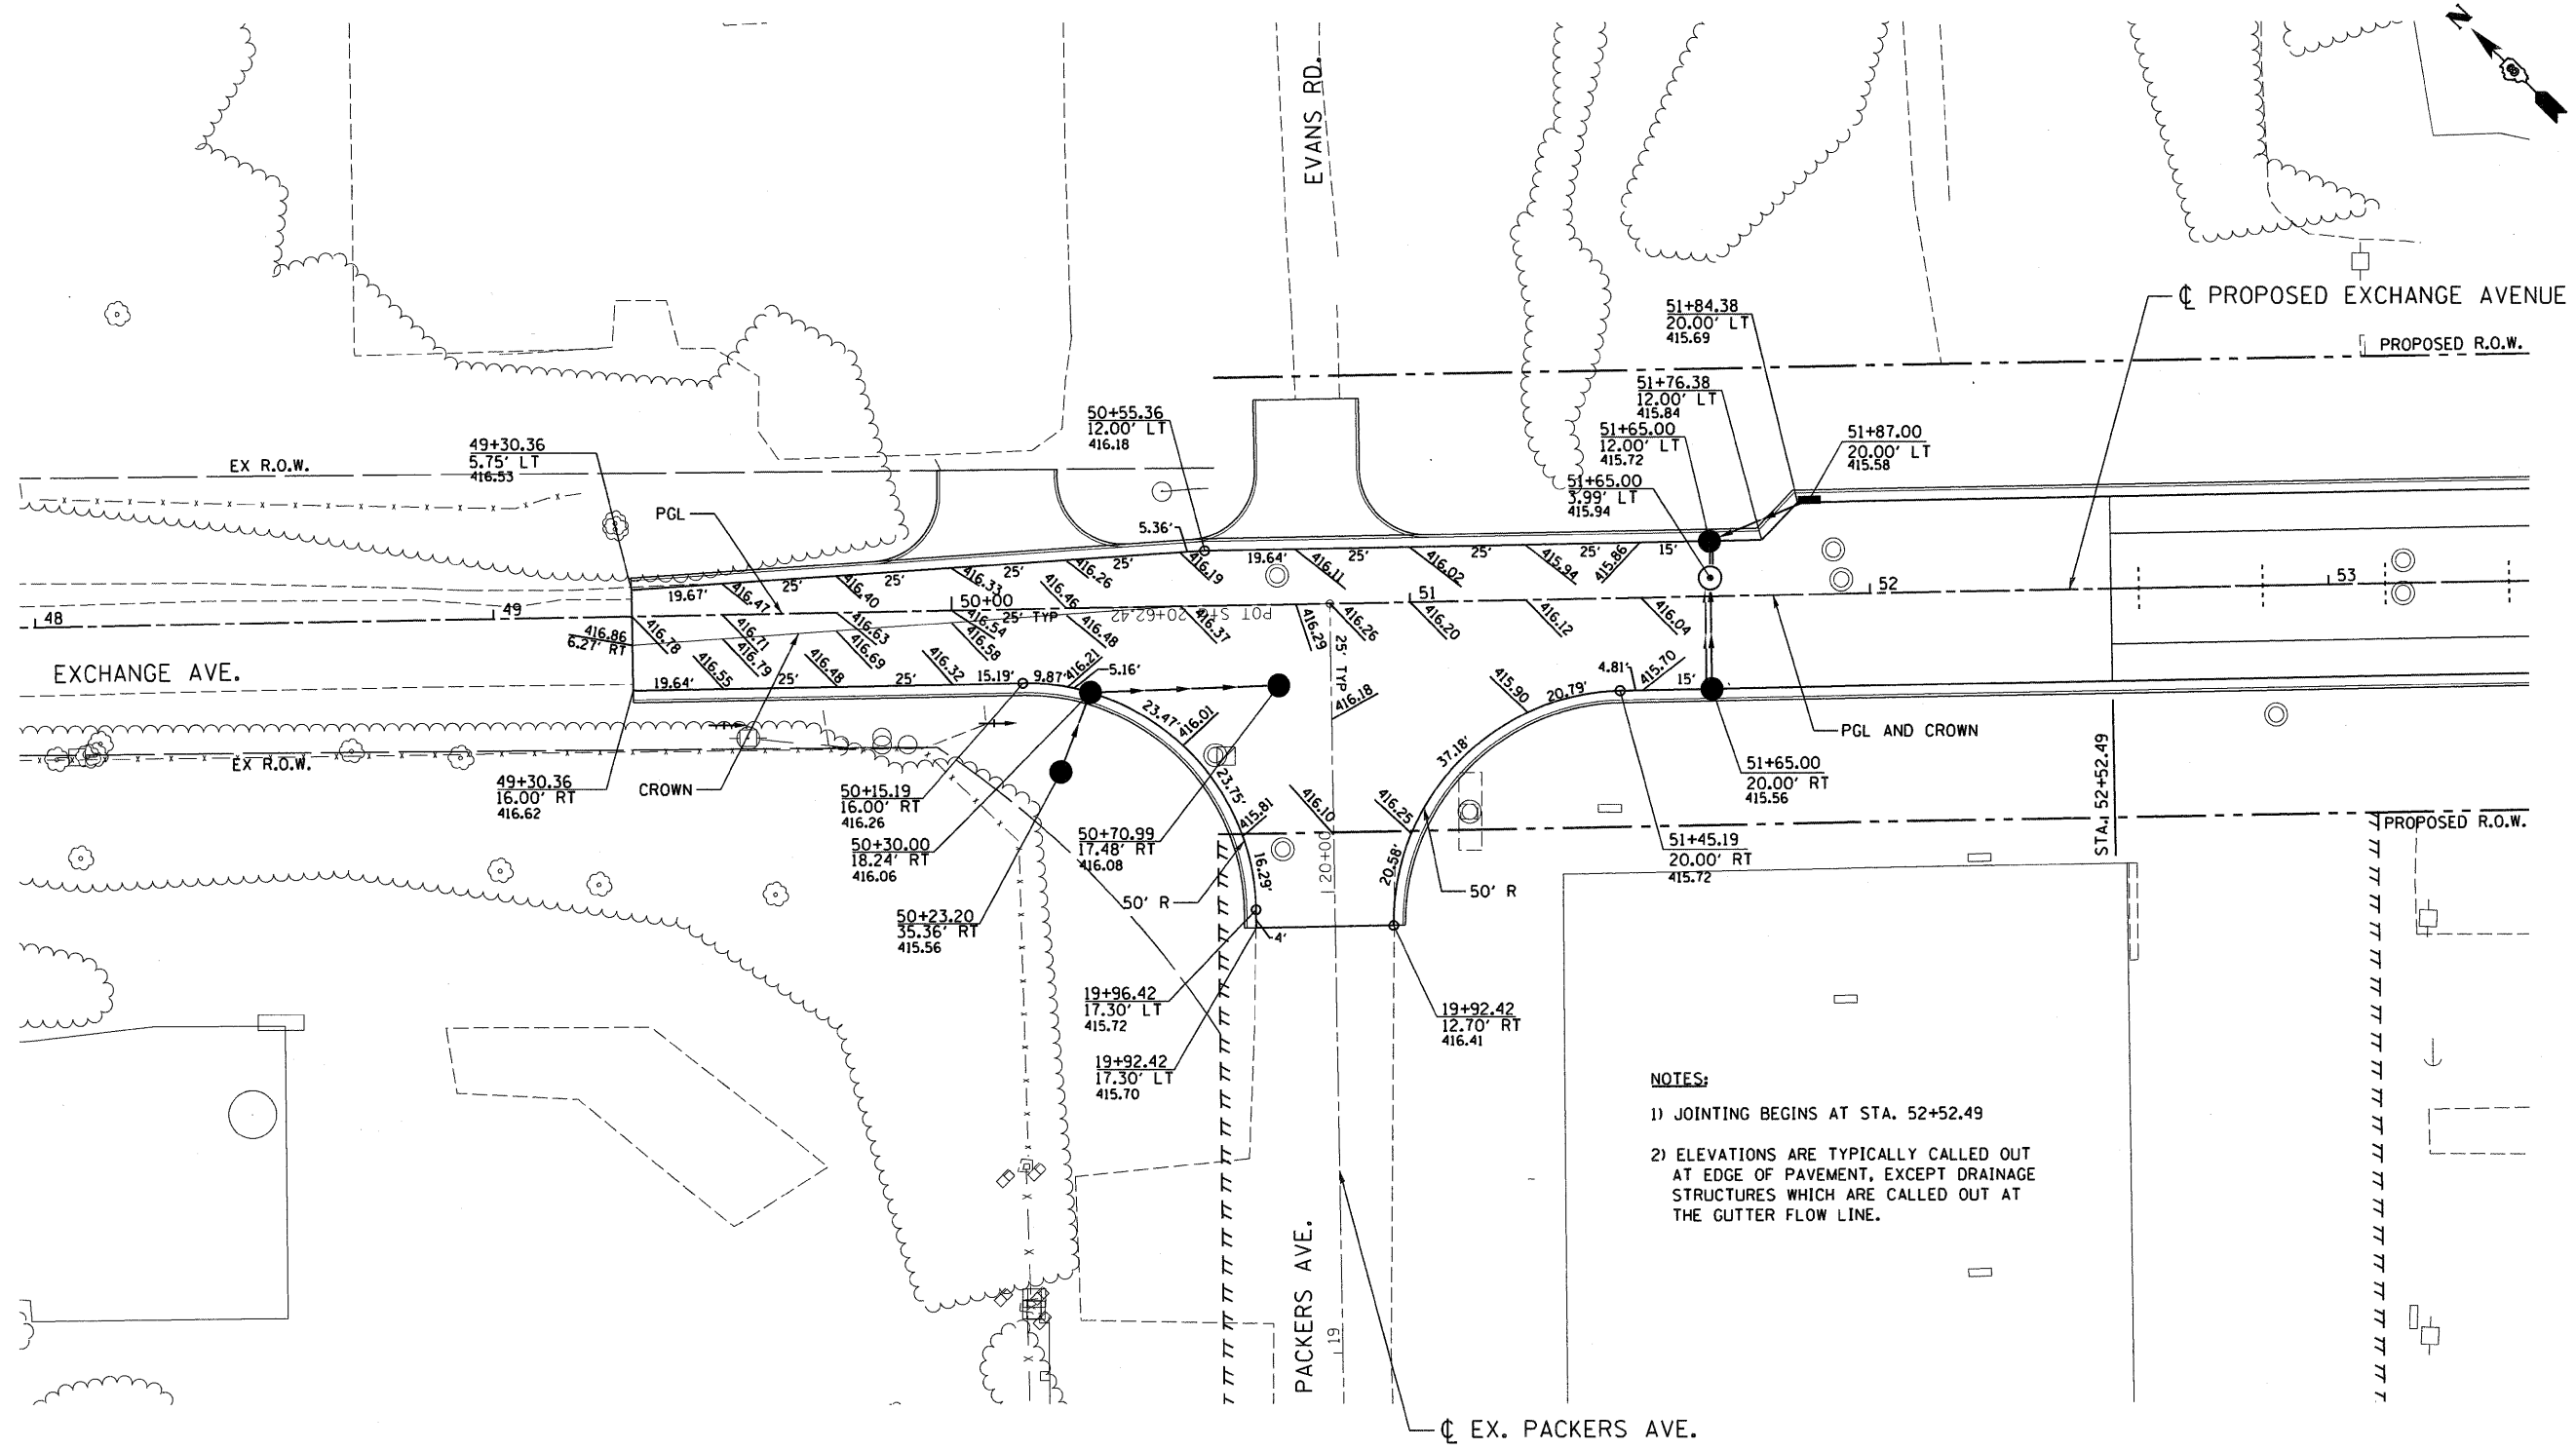 N
EVANS RD.
℄ PROPOSED EXCHANGE AVENUE
PROPOSED R.O.W.
51+84.38
20.00' LT
415.69
51+76.38
12.00' LT
415.84
51+65.00
12.00' LT
415.72
51+65.00
3.99' LT
415.94
51+87.00
20.00' LT
415.58
50+55.36
12.00' LT
416.18
49+30.36
5.75' LT
416.53
EX R.O.W.
PGL
5.36'
19.67'
25'
25'
25'
25'
19.64'
25'
25'
25'
15'
416.47
416.40
416.33
416.26
416.19
416.11
416.02
415.94
415.86
48
49
50+00
51
52
53
25' TYP
POT STA 20+62.42
416.86
6.27' RT
416.78
416.71
416.63
416.54
416.46
416.48
416.37
416.29
416.26
416.20
416.12
416.04
416.79
416.69
416.58
416.55
416.48
416.32
416.21
EXCHANGE AVE.
19.64'
25'
25'
15.19'
9.87'
5.16'
25' TYP
416.18
23.47'
416.01
23.75'
415.81
16.29'
416.10
416.25
20.58'
37.18'
415.90
20.79'
4.81'
415.70
15'
PGL AND CROWN
EX R.O.W.
CROWN
49+30.36
16.00' RT
416.62
50+15.19
16.00' RT
416.26
50+30.00
18.24' RT
416.06
50+23.20
35.36' RT
415.56
50+70.99
17.48' RT
416.08
50' R
50' R
20+00
51+65.00
20.00' RT
415.56
51+45.19
20.00' RT
415.72
STA. 52+52.49
PROPOSED R.O.W.
4'
19+96.42
17.30' LT
415.72
19+92.42
17.30' LT
415.70
19+92.42
12.70' RT
416.41
NOTES:
1) JOINTING BEGINS AT STA. 52+52.49
2) ELEVATIONS ARE TYPICALLY CALLED OUT
AT EDGE OF PAVEMENT, EXCEPT DRAINAGE
STRUCTURES WHICH ARE CALLED OUT AT
THE GUTTER FLOW LINE.
PACKERS AVE.
19
℄ EX. PACKERS AVE.